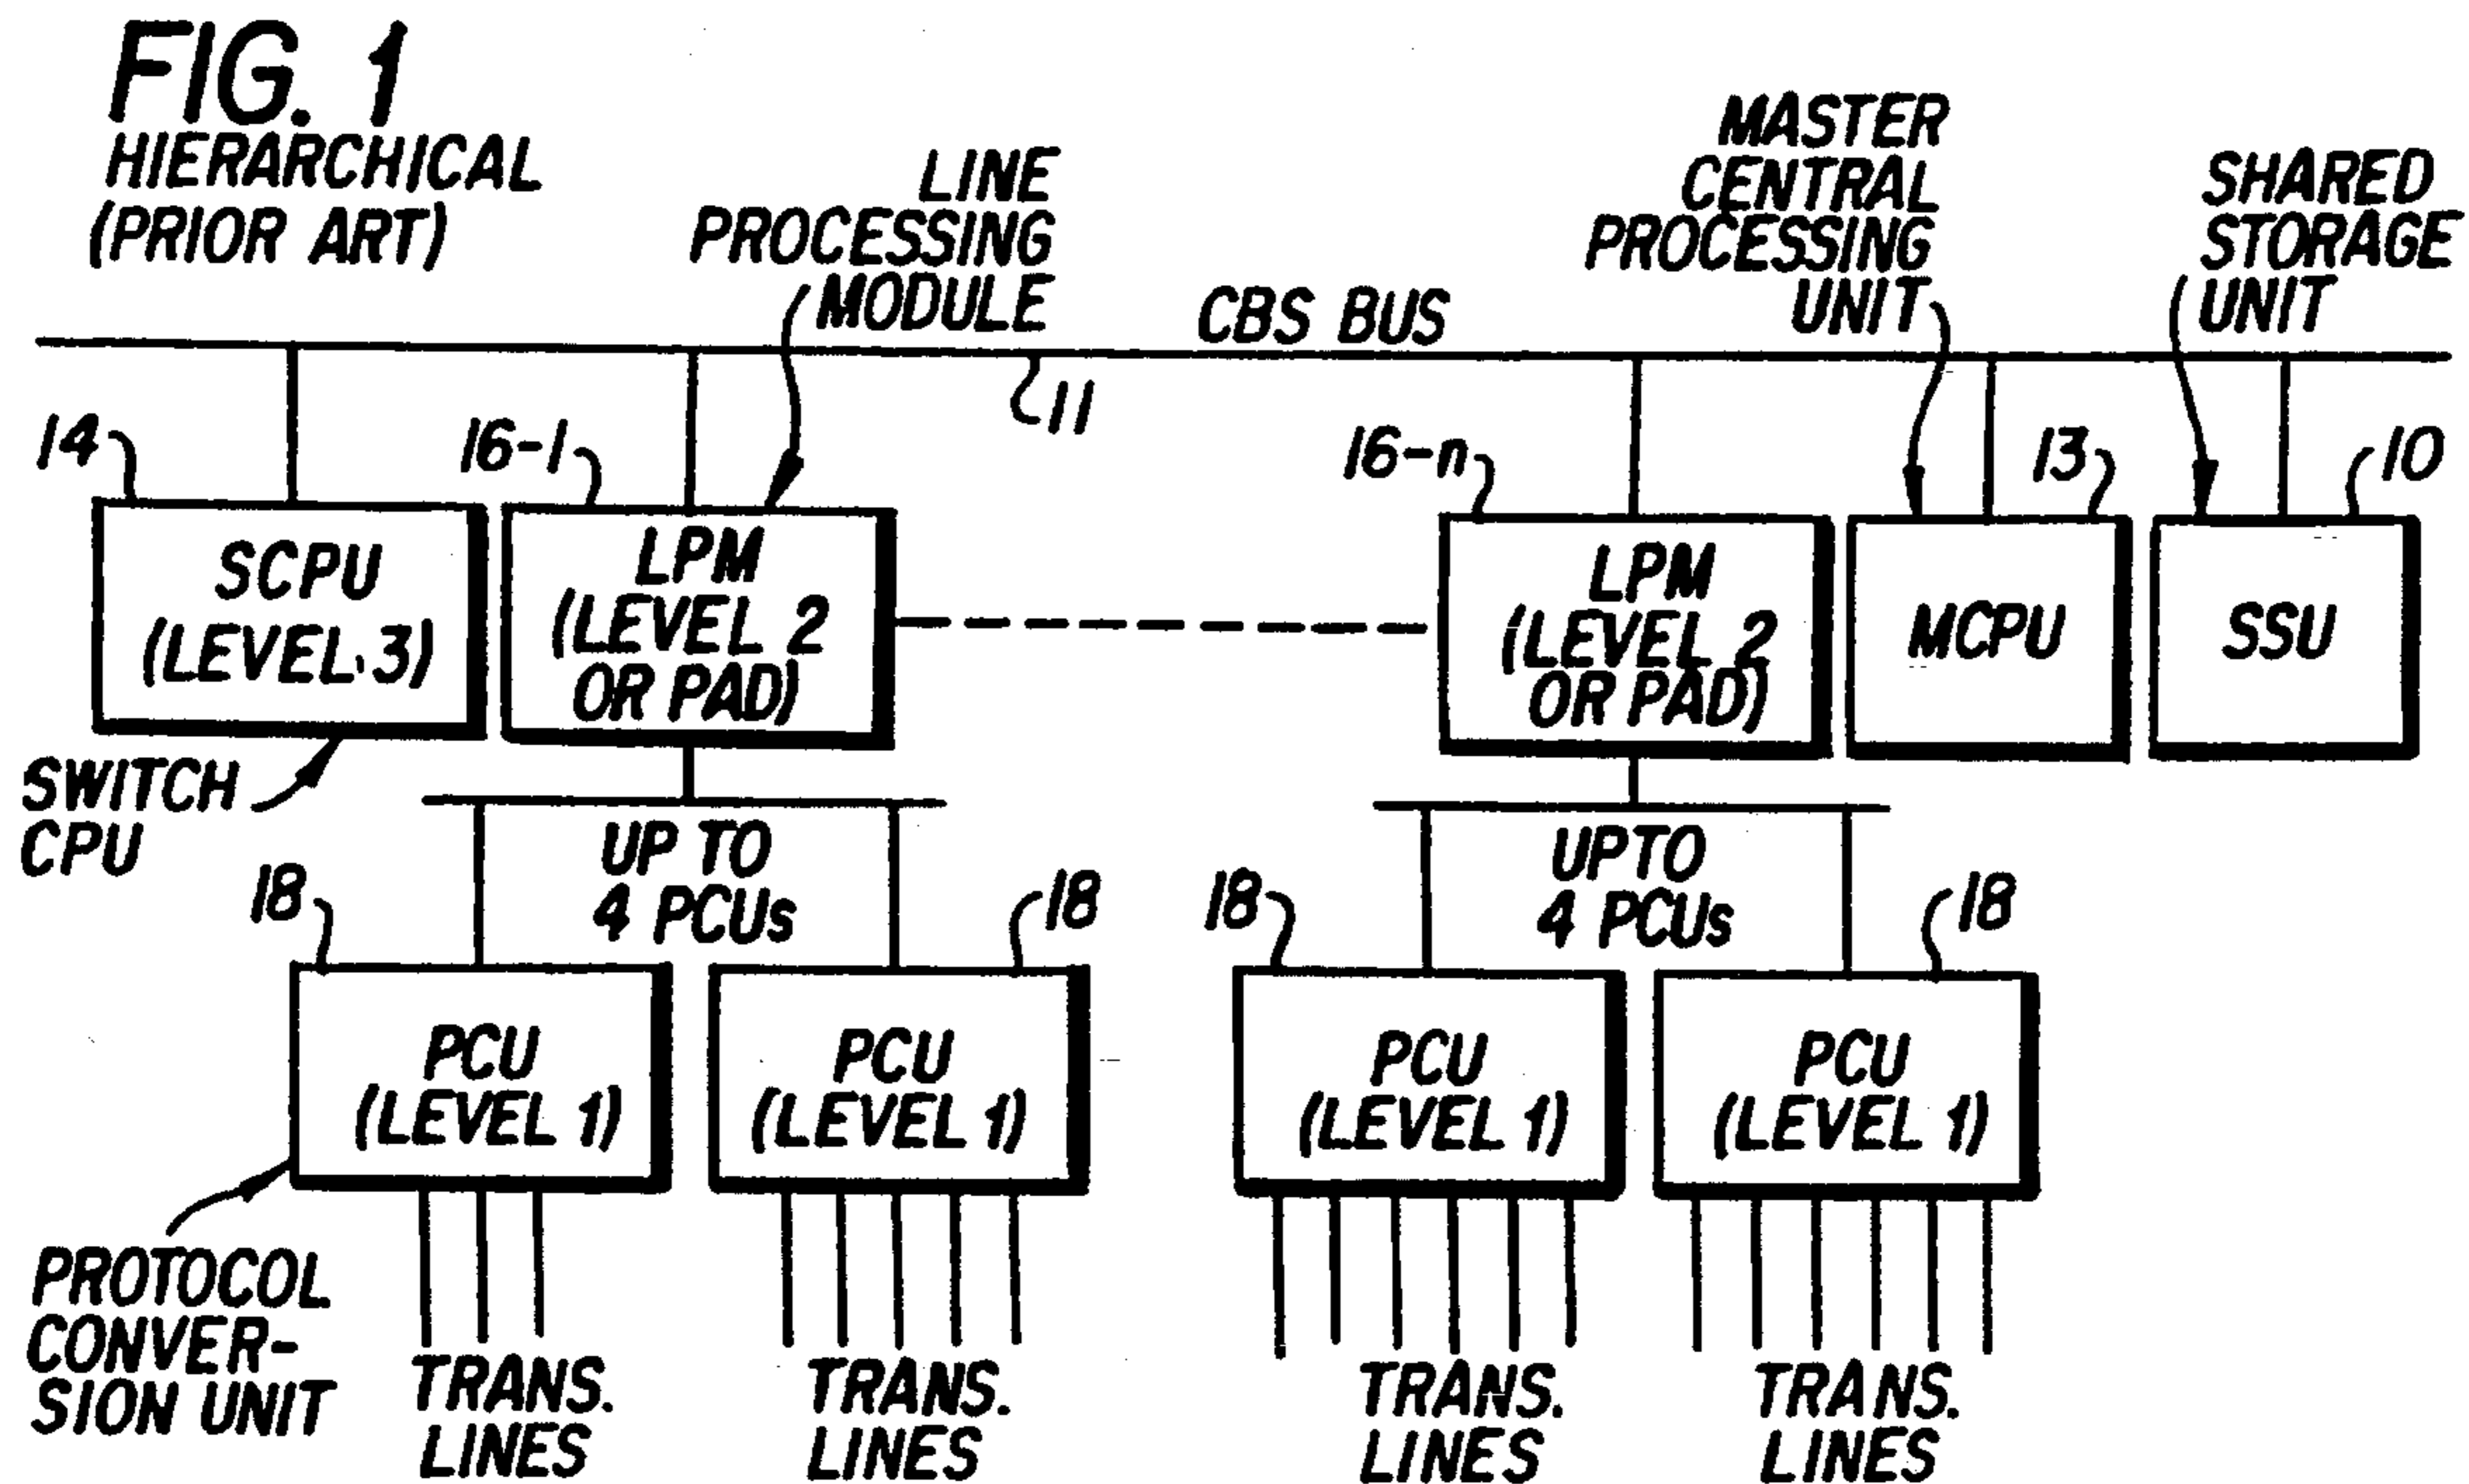 FIG. 1
HIERARCHICAL
(PRIOR ART)
LINE
PROCESSING
MODULE
CBS BUS
MASTER
CENTRAL
PROCESSING
UNIT
SHARED
STORAGE
UNIT
11
14
16-1
16-n
13
10
SCPU
(LEVEL 3)
LPM
(LEVEL 2
OR PAD)
LPM
(LEVEL 2
OR PAD)
MCPU
SSU
SWITCH
CPU
UP TO
4 PCUs
UPTO
4 PCUs
18
18
18
18
PCU
(LEVEL 1)
PCU
(LEVEL 1)
PCU
(LEVEL 1)
PCU
(LEVEL 1)
PROTOCOL
CONVER-
SION UNIT
TRANS.
LINES
TRANS.
LINES
TRANS.
LINES
TRANS.
LINES